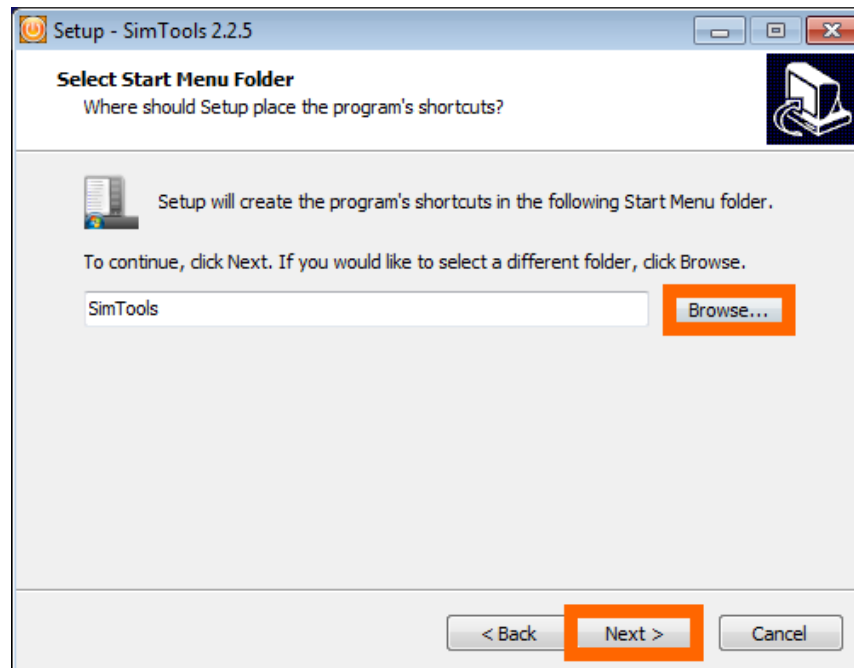 Setup - SimTools 2.2.5
Select Start Menu Folder
Where should Setup place the program's shortcuts?
Setup will create the program's shortcuts in the following Start Menu folder.
To continue, click Next. If you would like to select a different folder, click Browse.
SimTools
Browse...
< Back
Next >
Cancel